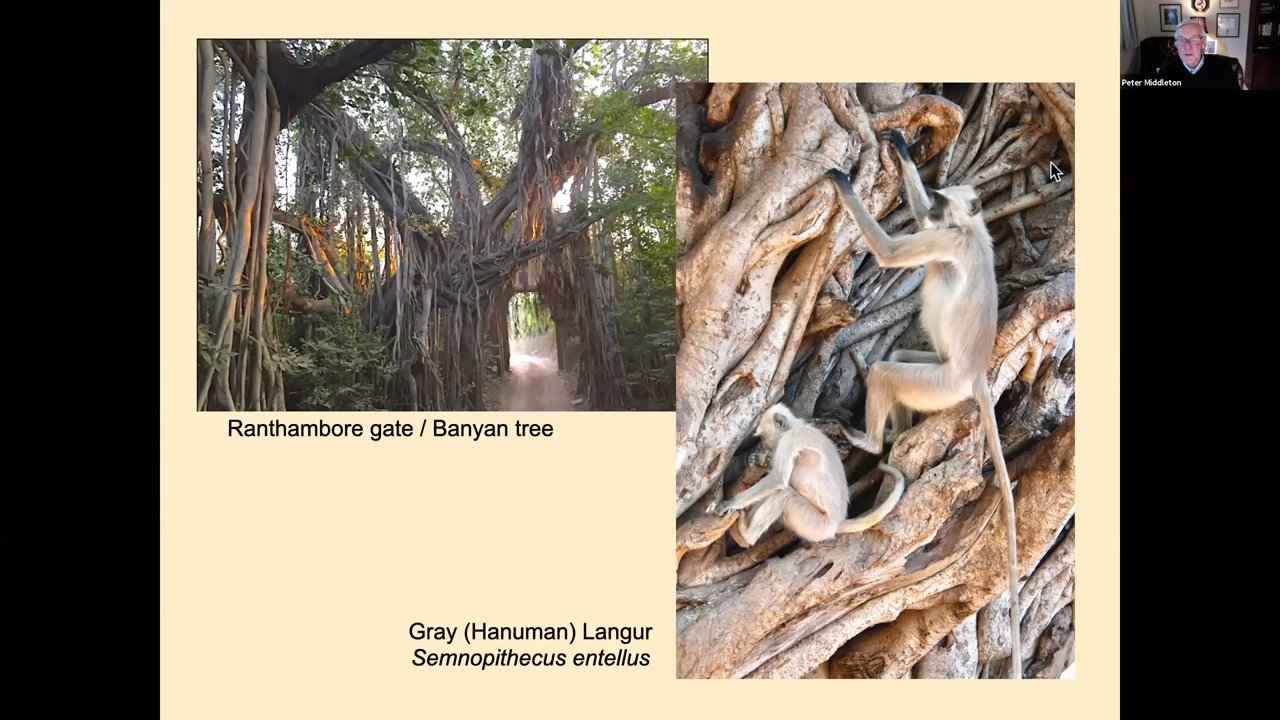 Peter Middleton
Ranthambore gate / Banyan tree
Gray (Hanuman) Langur
Semnopithecus entellus